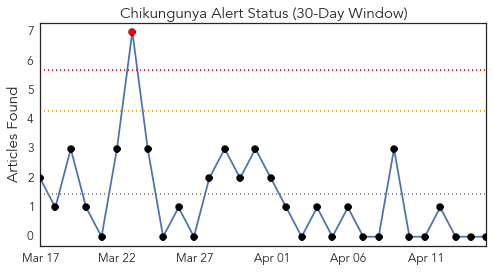 Chikungunya Alert Status (30-Day Window)
Articles Found
7
6
5
4
3
2
1
0
Mar 17
Mar 22
Mar 27
Apr 01
Apr 06
Apr 11